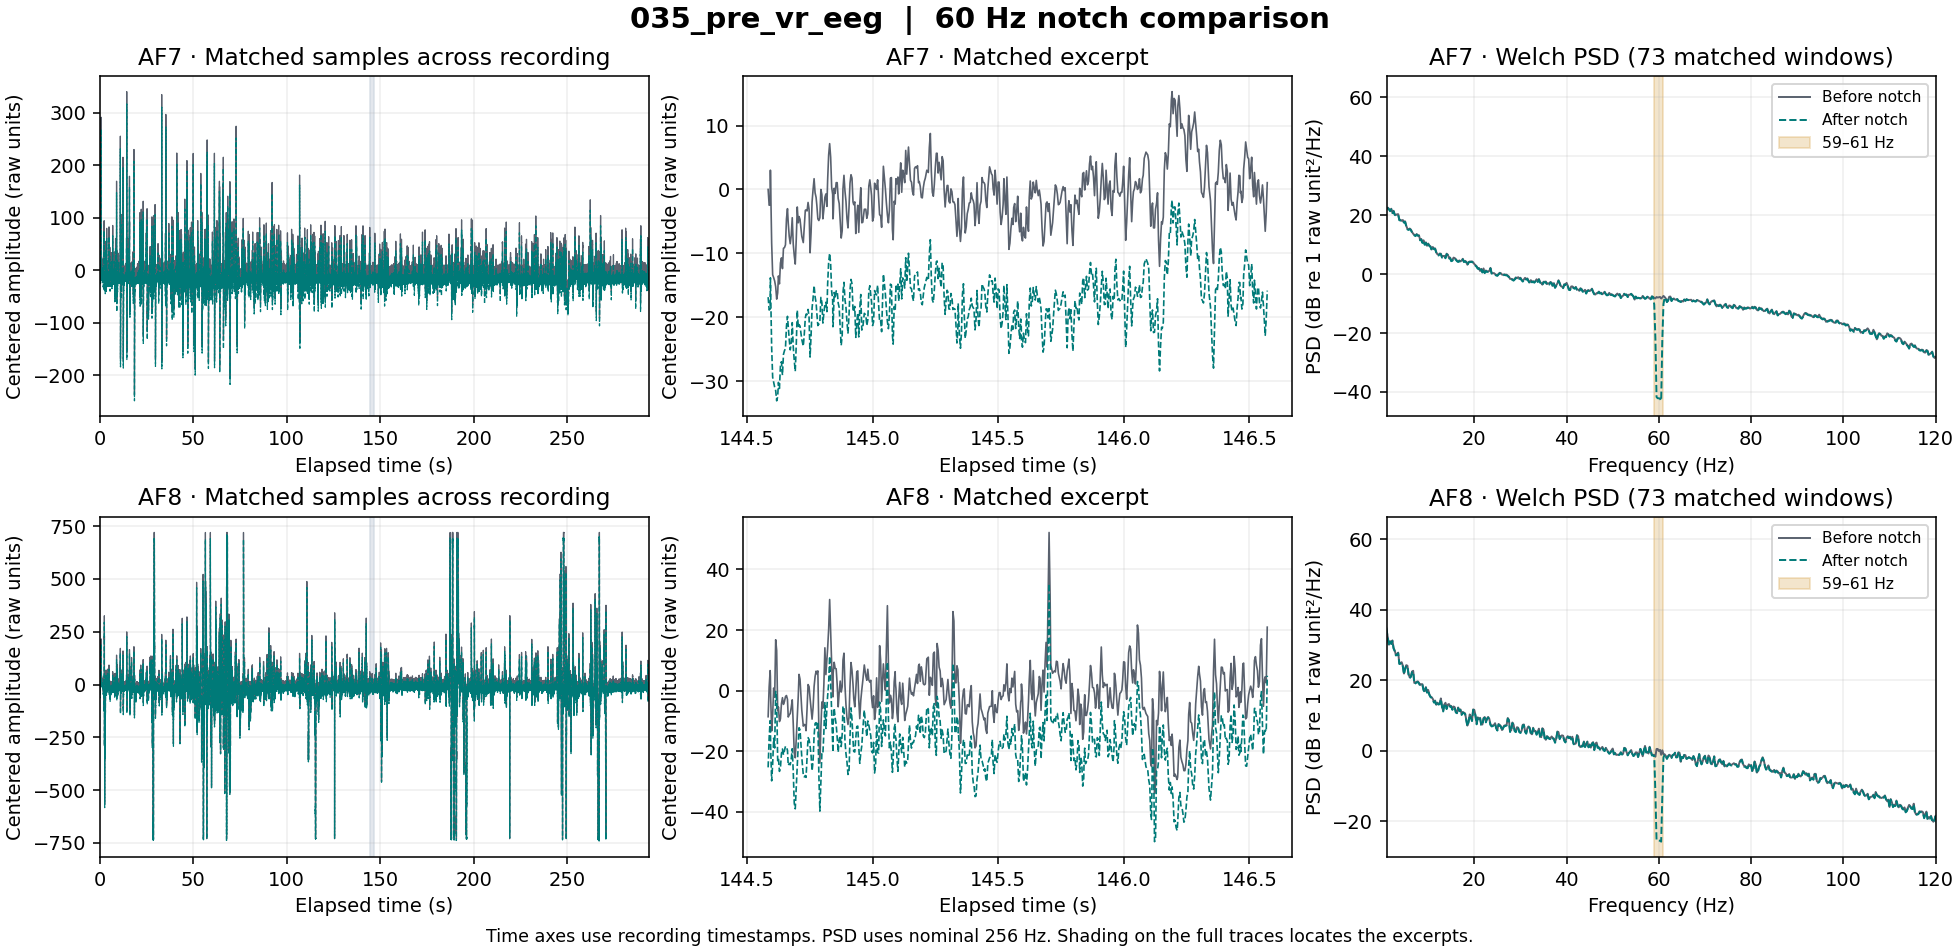 035_pre_vr_eeg | 60 Hz notch comparison
AF7 · Matched samples across recording
Centered amplitude (raw units)
300
200
100
0
−100
−200
0
50
100
150
200
250
Elapsed time (s)
AF7 · Matched excerpt
Centered amplitude (raw units)
10
0
−10
−20
−30
144.5
145.0
145.5
146.0
146.5
Elapsed time (s)
AF7 · Welch PSD (73 matched windows)
PSD (dB re 1 raw unit²/Hz)
60
40
20
0
−20
−40
20
40
60
80
100
120
Frequency (Hz)
Before notch
After notch
59–61 Hz
AF8 · Matched samples across recording
Centered amplitude (raw units)
750
500
250
0
−250
−500
−750
0
50
100
150
200
250
Elapsed time (s)
AF8 · Matched excerpt
Centered amplitude (raw units)
40
20
0
−20
−40
144.5
145.0
145.5
146.0
146.5
Elapsed time (s)
AF8 · Welch PSD (73 matched windows)
PSD (dB re 1 raw unit²/Hz)
60
40
20
0
−20
20
40
60
80
100
120
Frequency (Hz)
Before notch
After notch
59–61 Hz
Time axes use recording timestamps. PSD uses nominal 256 Hz. Shading on the full traces locates the excerpts.